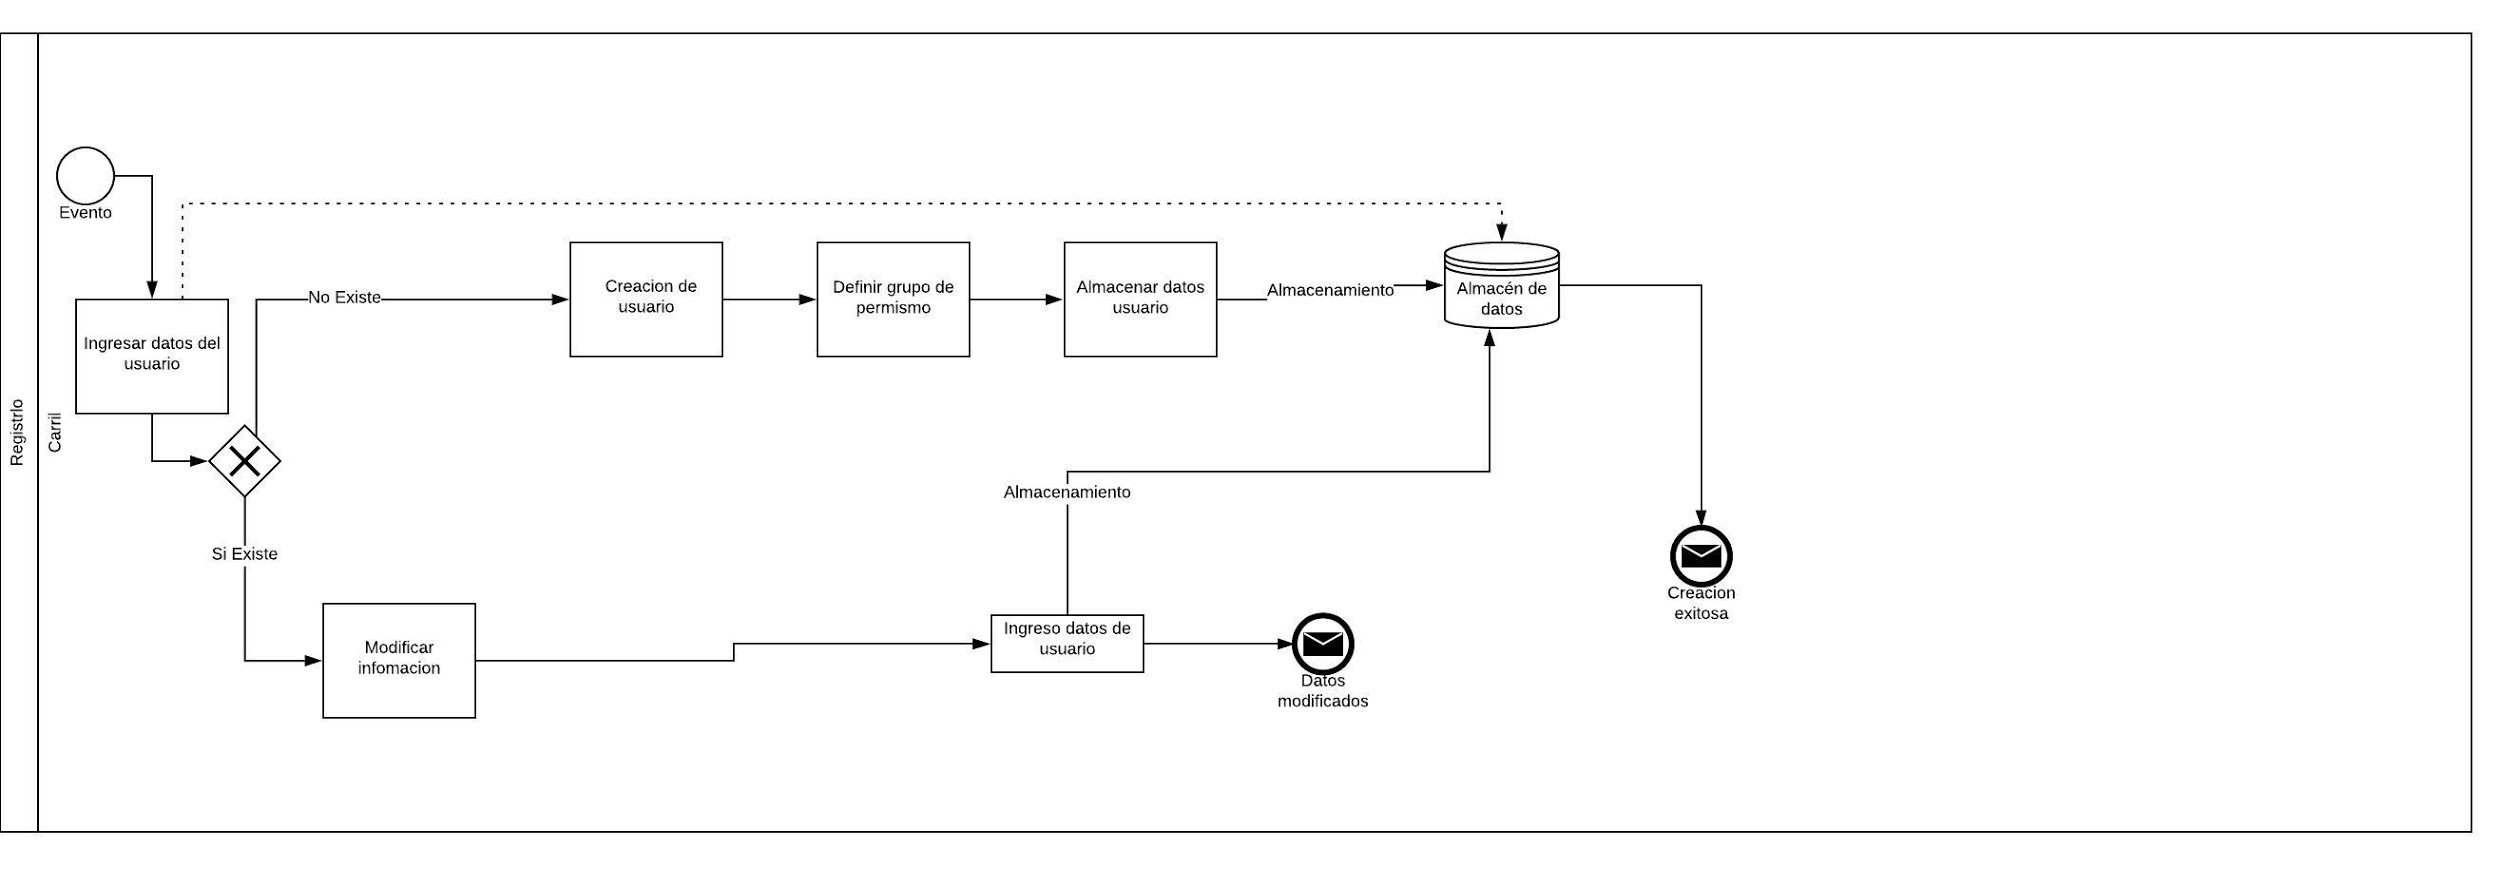 Registrlo
Carril
Evento
Ingresar datos del
usuario
No Existe
Creacion de
usuario
Definir grupo de
permismo
Almacenar datos
usuario
Almacenamiento
Almacén de
datos
Almacenamiento
Si Existe
Modificar
infomacion
Ingreso datos de
usuario
Datos
modificados
Creacion
exitosa